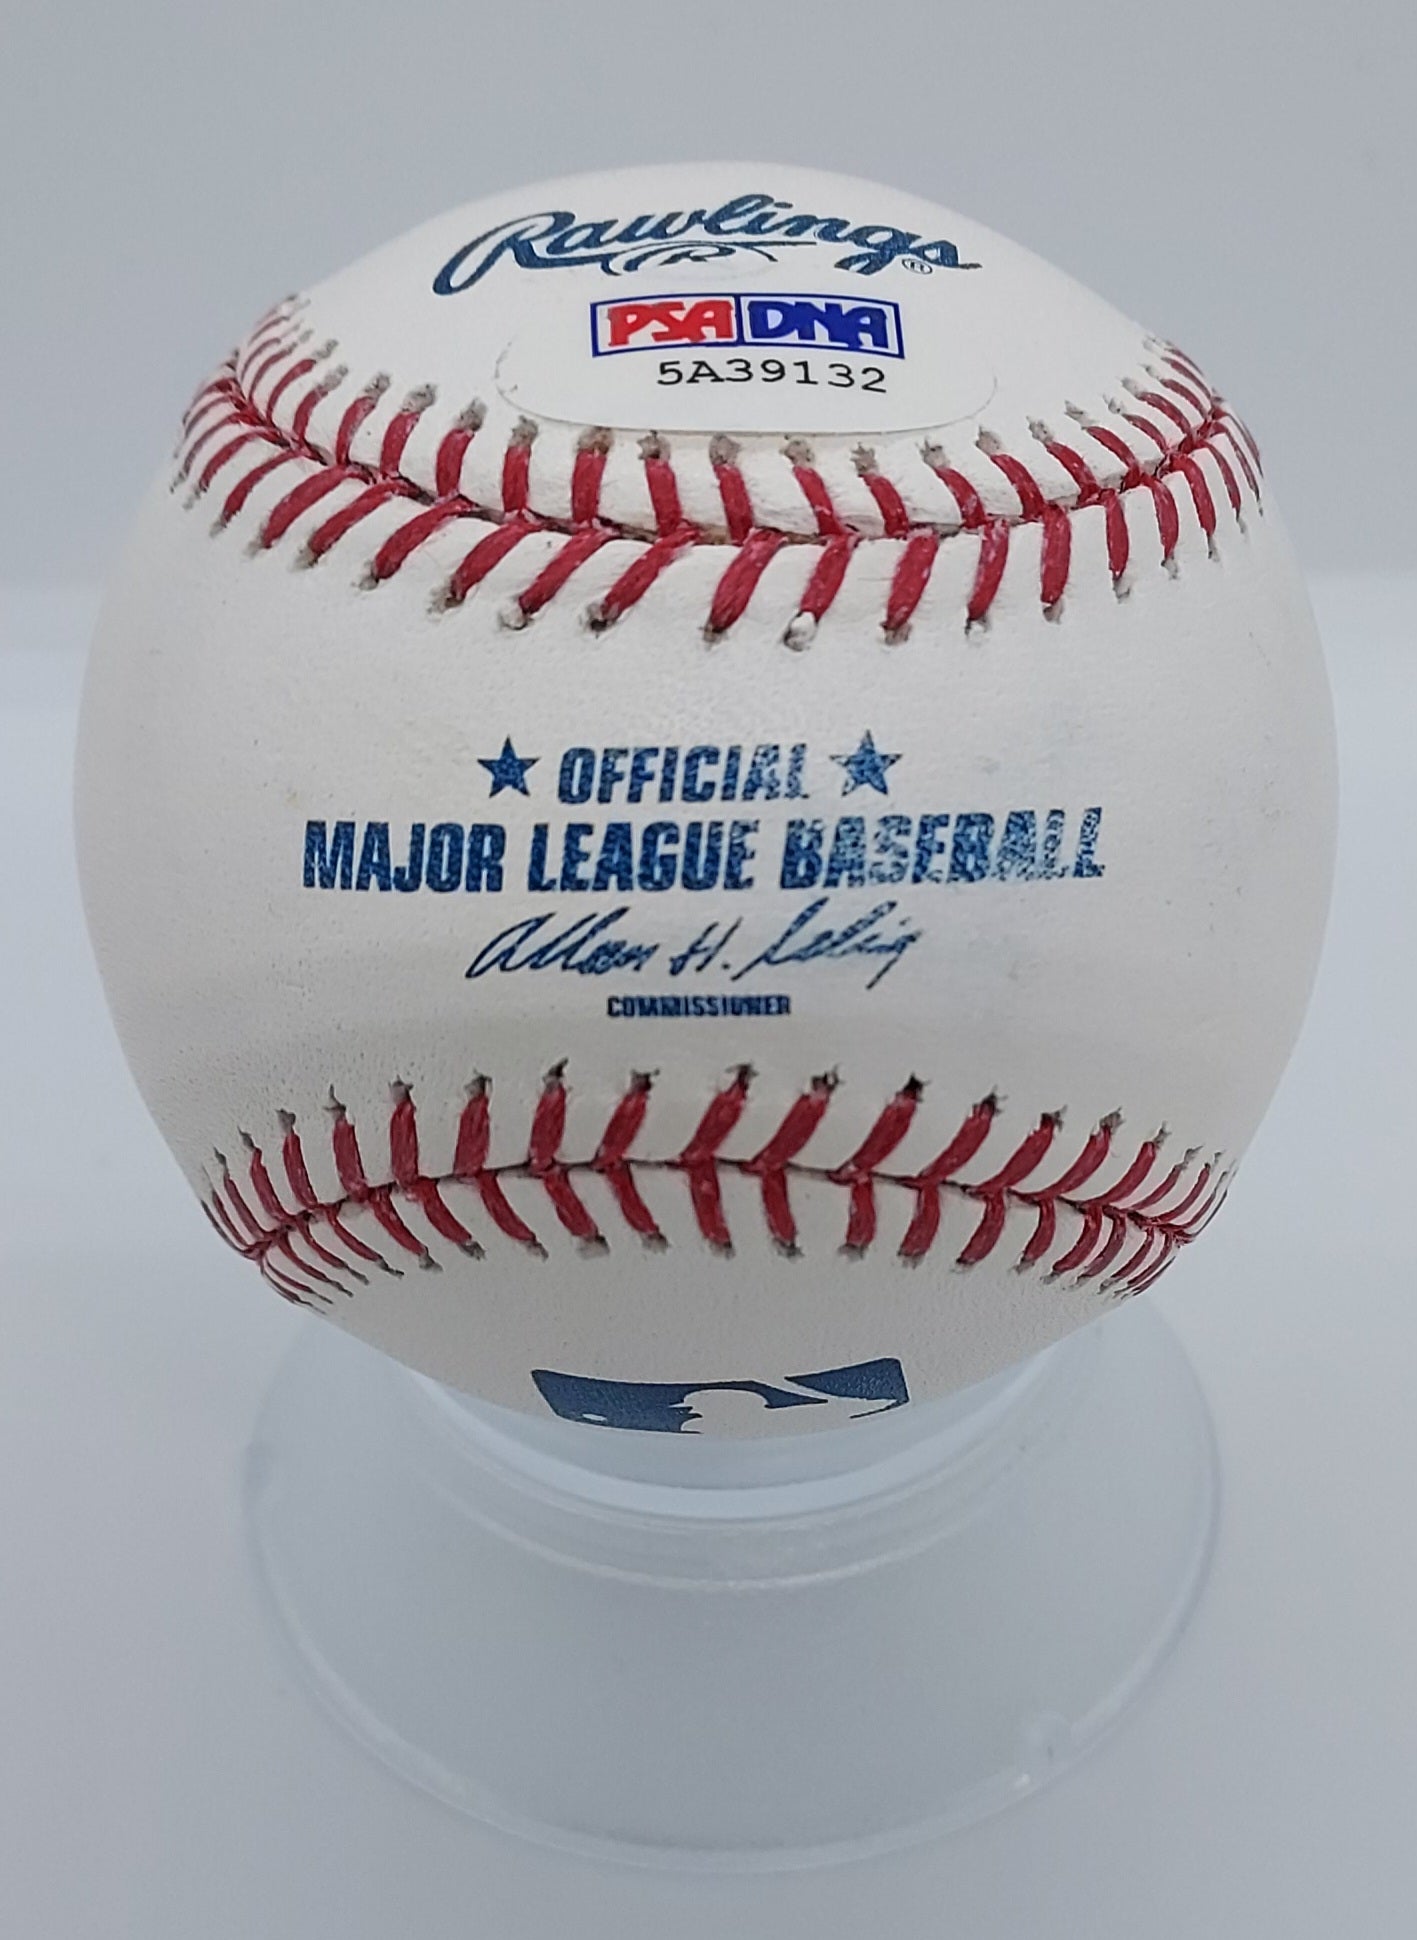 Rawlings ®
R
PSA DNA
5A39132
★ OFFICIAL ★
MAJOR LEAGUE BASEBALL
Allan H. Selig
COMMISSIONER